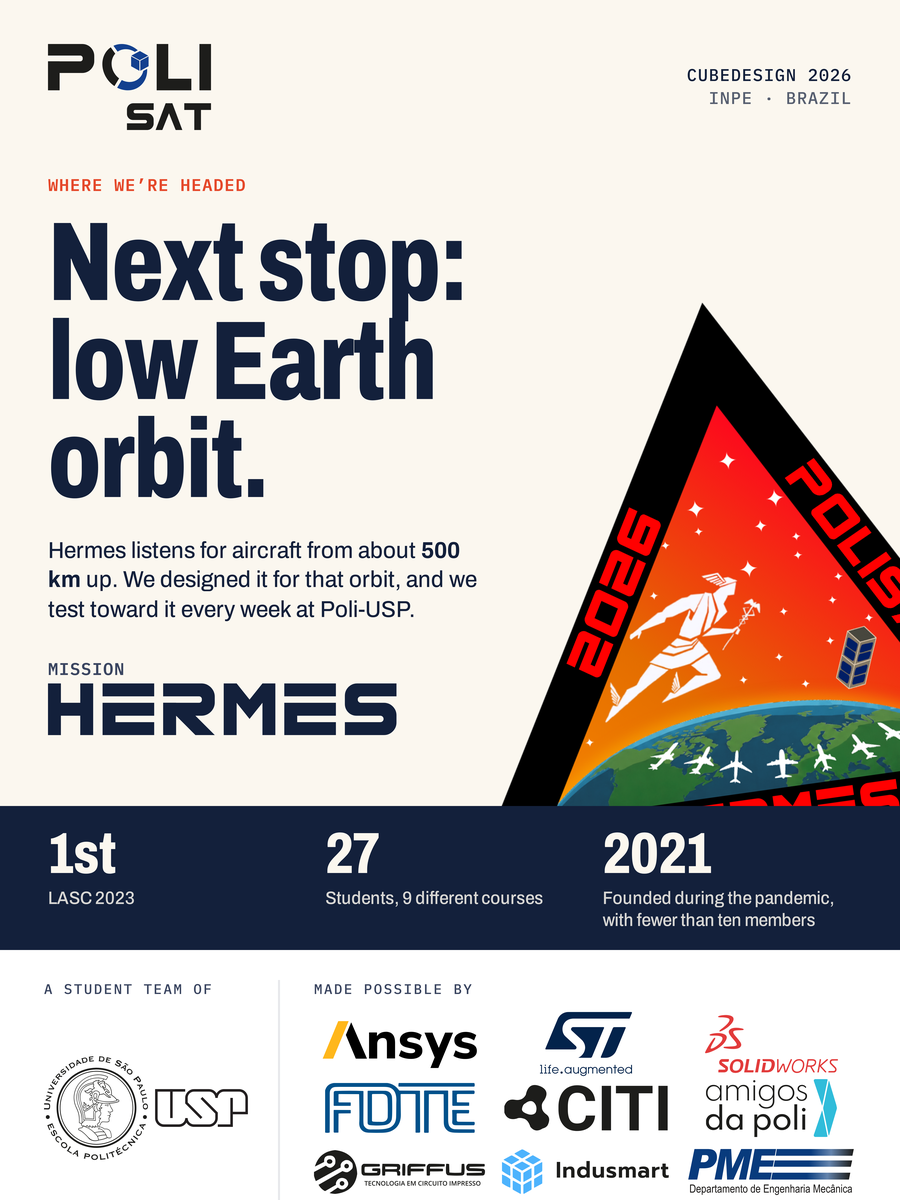 POLI
SAT
CUBEDESIGN 2026
INPE · BRAZIL
WHERE WE’RE HEADED
Next stop:
low Earth
orbit.
Hermes listens for aircraft from about 500
km up. We designed it for that orbit, and we
test toward it every week at Poli-USP.
MISSION
HERMES
2026
POLISA
HERMES
1st
LASC 2023
27
Students, 9 different courses
2021
Founded during the pandemic,
with fewer than ten members
A STUDENT TEAM OF
UNIVERSIDADE DE SÃO PAULO
ESCOLA POLITÉCNICA
USP
MADE POSSIBLE BY
Ansys
ST
life.augmented
3S
SOLIDWORKS
FDTE
CITI
amigos
da poli
GRIFFUS
TECNOLOGIA EM CIRCUITO IMPRESSO
Indusmart
PME
Departamento de Engenharia Mecânica